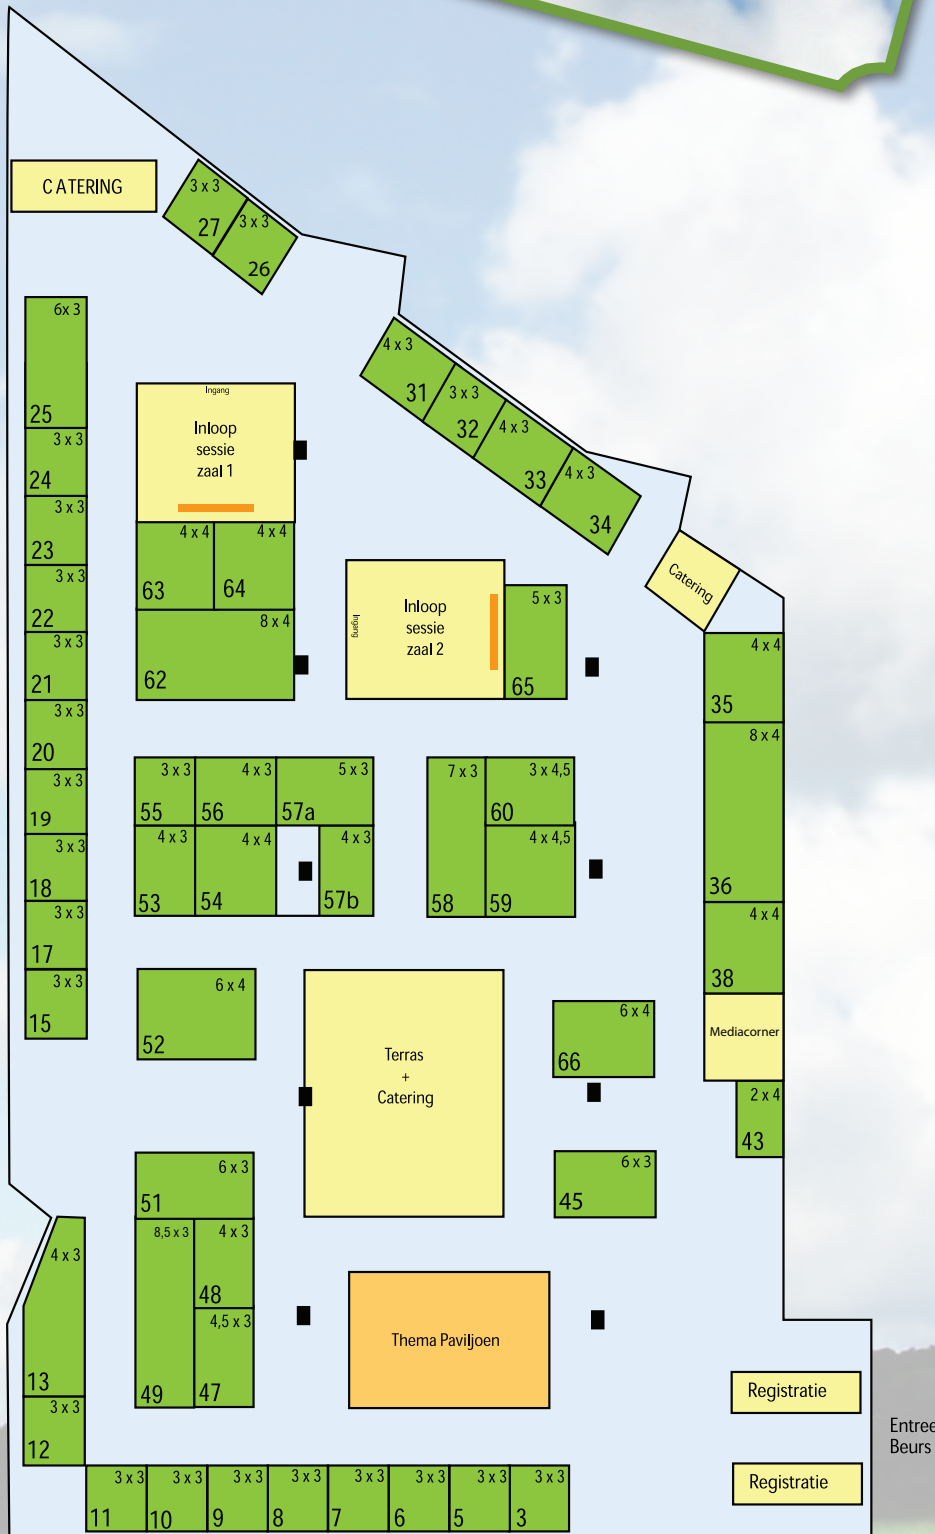 CATERING
3 x 3
27
3 x 3
26
6x 3
25
3 x 3
24
3 x 3
23
3 x 3
22
3 x 3
21
3 x 3
20
3 x 3
19
3 x 3
18
3 x 3
17
3 x 3
15
Ingang
Inloop
sessie
zaal 1
4 x 4
63
4 x 4
64
8 x 4
62
4 x 3
31
3 x 3
32
4 x 3
33
4 x 3
34
Ingang
Inloop
sessie
zaal 2
5 x 3
65
Catering
4 x 4
35
8 x 4
36
4 x 4
38
Mediacorner
2 x 4
43
3 x 3
55
4 x 3
56
5 x 3
57a
4 x 3
53
4 x 4
54
4 x 3
57b
7 x 3
58
3 x 4,5
60
4 x 4,5
59
6 x 4
52
Terras
+
Catering
6 x 4
66
6 x 3
45
6 x 3
51
8,5 x 3
49
4 x 3
48
4,5 x 3
47
Thema Paviljoen
4 x 3
13
3 x 3
12
3 x 3
11
3 x 3
10
3 x 3
9
3 x 3
8
3 x 3
7
3 x 3
6
3 x 3
5
3 x 3
3
Registratie
Registratie
Entree
Beurs